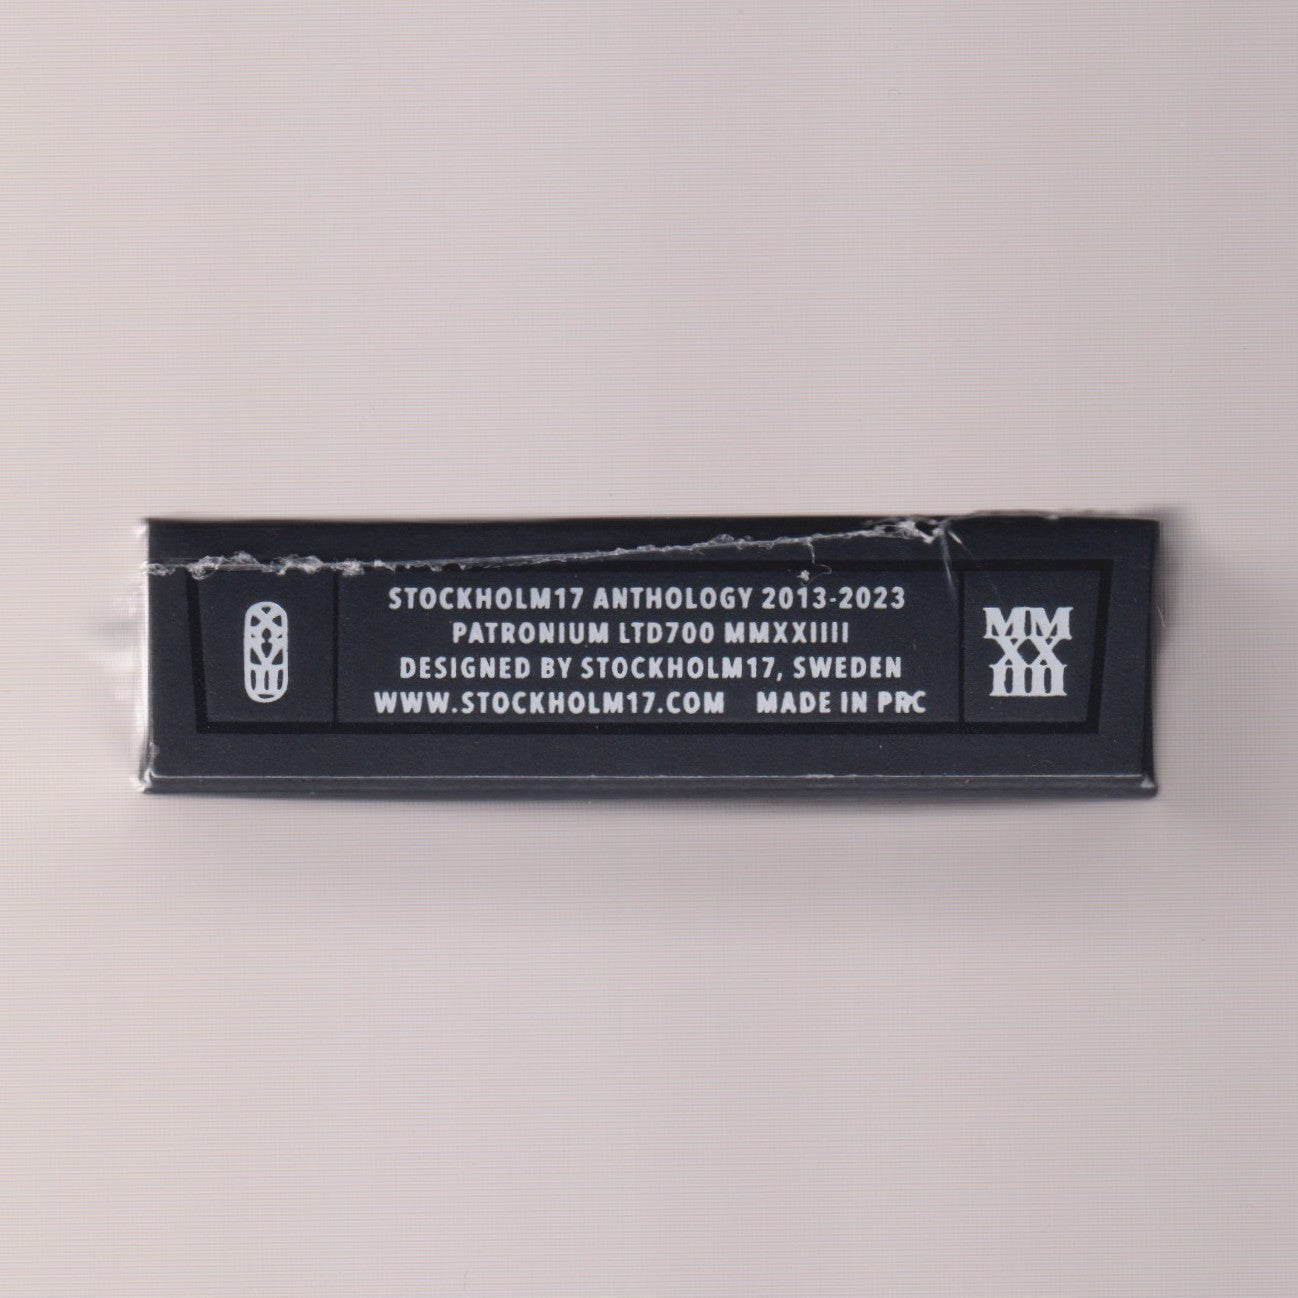 STOCKHOLM17 ANTHOLOGY 2013-2023
PATRONIUM LTD700 MMXXIIII
DESIGNED BY STOCKHOLM17, SWEDEN
WWW.STOCKHOLM17.COM MADE IN PRC
MM
XX
IIII